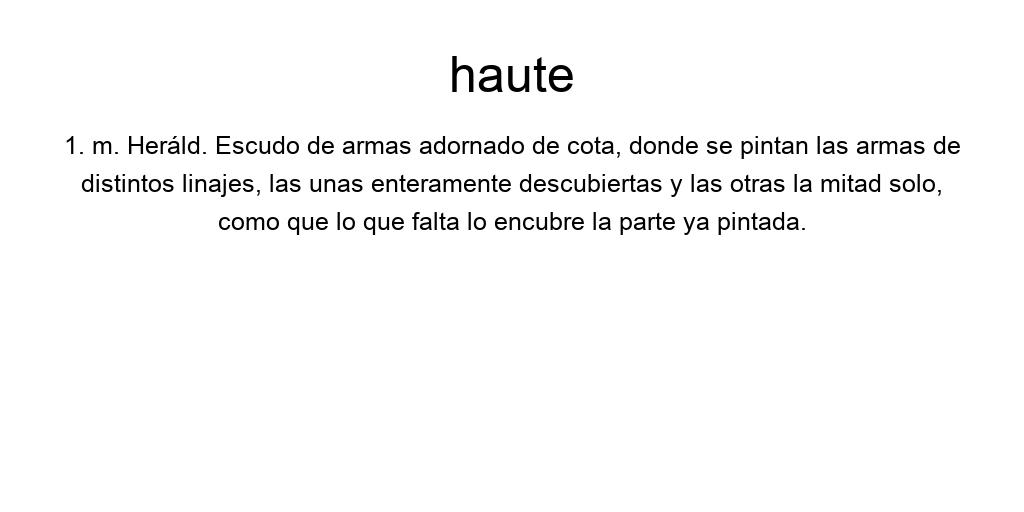 haute
1. m. Heráld. Escudo de armas adornado de cota, donde se pintan las armas de
distintos linajes, las unas enteramente descubiertas y las otras la mitad solo,
como que lo que falta lo encubre la parte ya pintada.